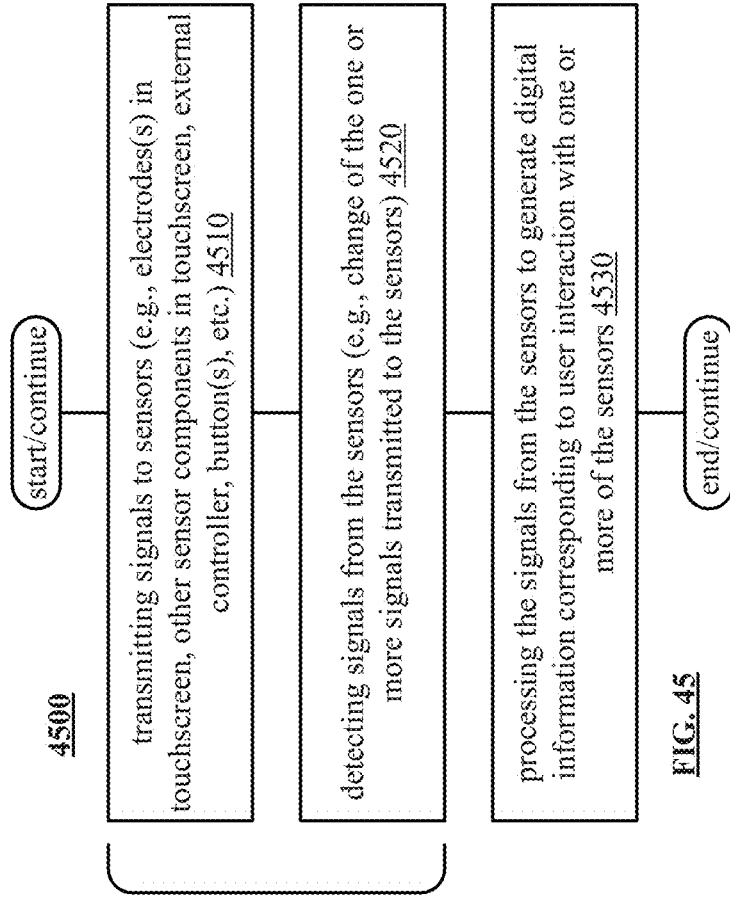 4500
start/continue
transmitting signals to sensors (e.g., electrodes(s) in
touchscreen, other sensor components in touchscreen, external
controller, button(s), etc.) 4510
detecting signals from the sensors (e.g., change of the one or
more signals transmitted to the sensors) 4520
processing the signals from the sensors to generate digital
information corresponding to user interaction with one or
more of the sensors 4530
end/continue
FIG. 45